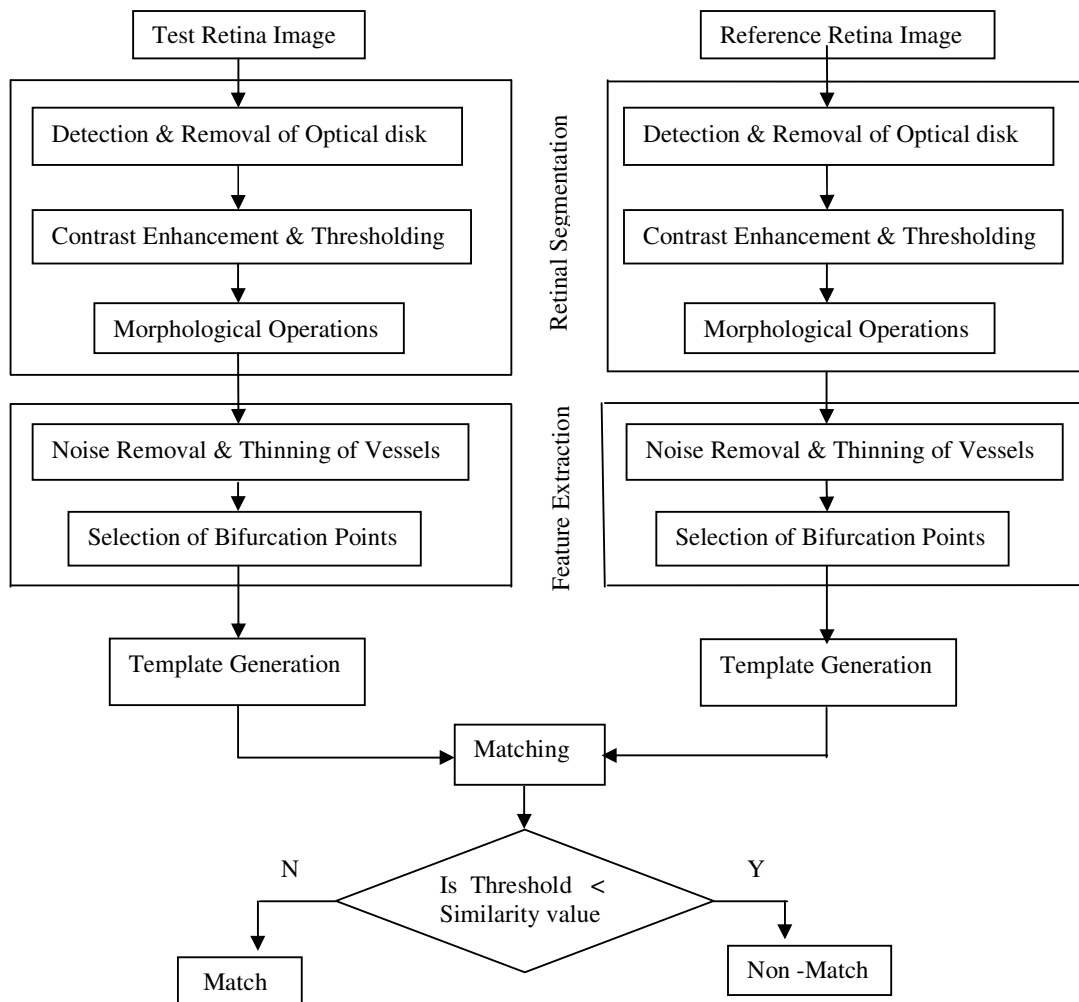 Test Retina Image
Reference Retina Image
Detection & Removal of Optical disk
Contrast Enhancement & Thresholding
Morphological Operations
Retinal Segmentation
Detection & Removal of Optical disk
Contrast Enhancement & Thresholding
Morphological Operations
Noise Removal & Thinning of Vessels
Selection of Bifurcation Points
Feature Extraction
Noise Removal & Thinning of Vessels
Selection of Bifurcation Points
Template Generation
Template Generation
Matching
N
Is Threshold <
Similarity value
Y
Match
Non -Match